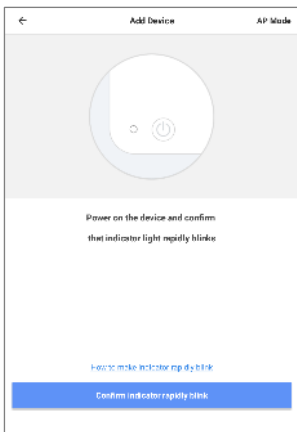 Add Device
AP Mode
Power on the device and confirm
that indicator light rapidly blinks
How to make indicator rapidly blink
Confirm indicator rapidly blink